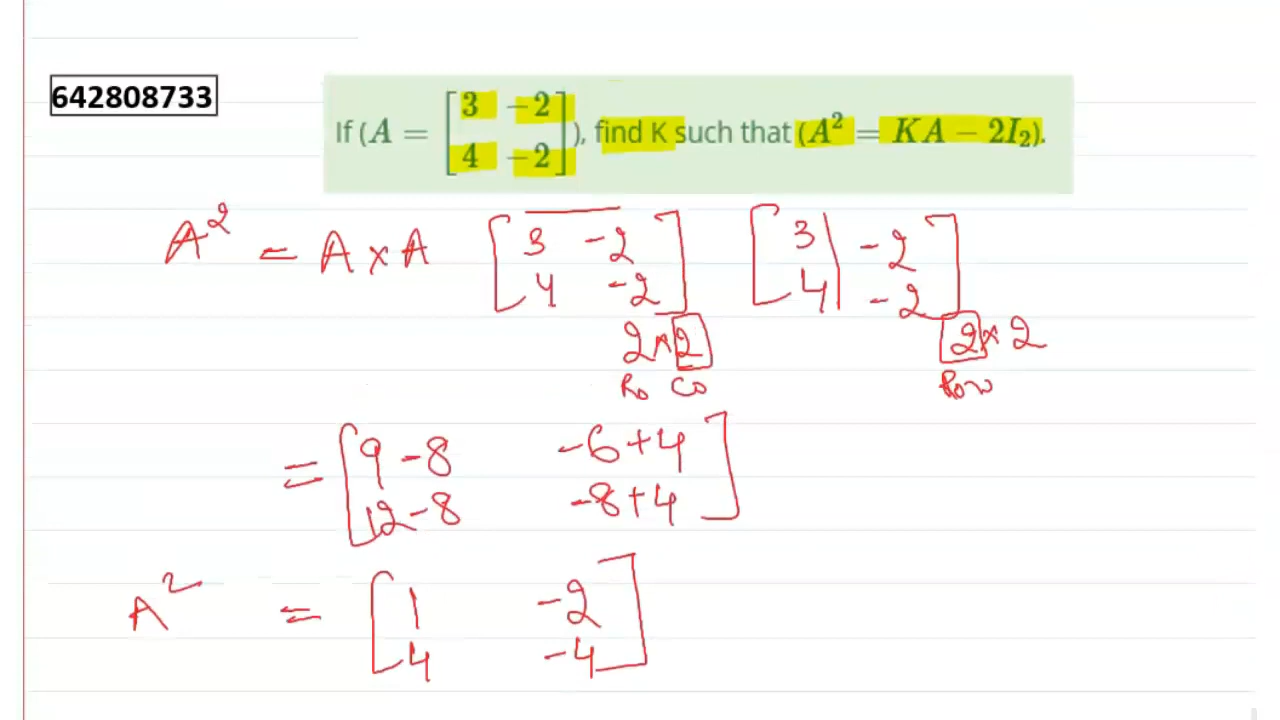 642808733
If (A = [3 −2; 4 −2]), find K such that (A² = KA − 2I₂).
A² = A × A [3 -2; 4 -2] [3 -2; 4 -2]
2×2 2×2
Ro Co Row
= [9-8 -6+4; 12-8 -8+4]
A² = [1 -2; 4 -4]